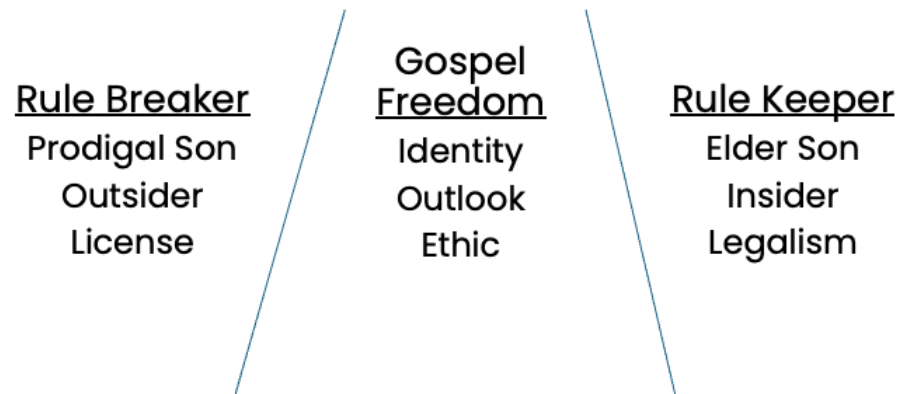 Rule Breaker
Prodigal Son
Outsider
License
Gospel
Freedom
Identity
Outlook
Ethic
Rule Keeper
Elder Son
Insider
Legalism